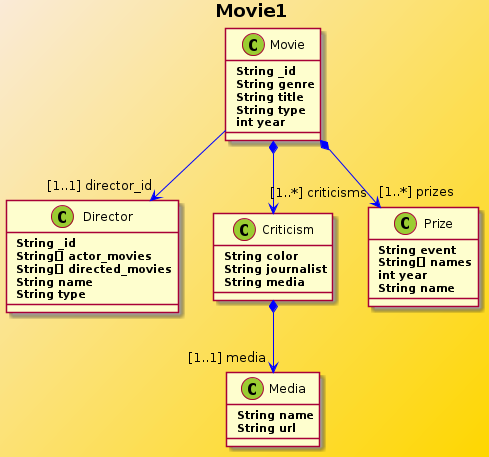 Movie1
C Movie
String _id
String genre
String title
String type
int year
[1..1] director_id
[1..*] criticisms
[1..*] prizes
C Director
String _id
String[] actor_movies
String[] directed_movies
String name
String type
C Criticism
String color
String journalist
String media
C Prize
String event
String[] names
int year
String name
[1..1] media
C Media
String name
String url